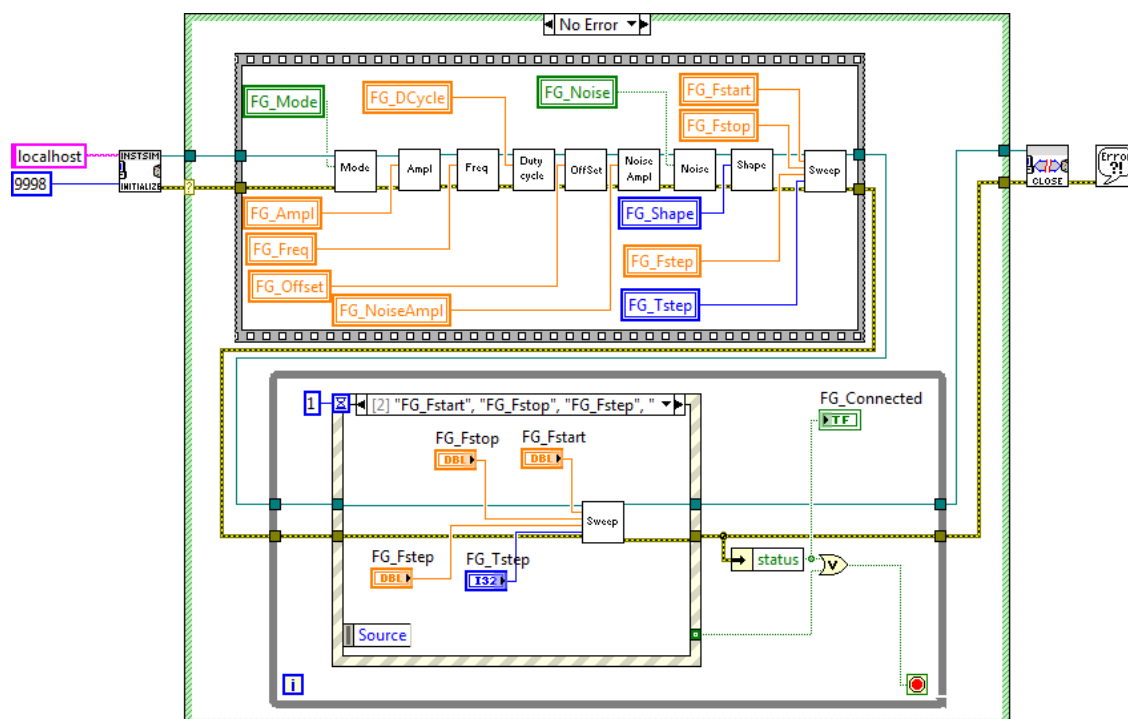 No Error
FG_Mode
FG_DCycle
FG_Noise
FG_Fstart
FG_Fstop
localhost
9998
INSTSIM
INITIALIZE
Mode
Ampl
Freq
Duty
cycle
OffSet
Noise
Ampl
Noise
Shape
Sweep
CLOSE
Error
?!
FG_Ampl
FG_Freq
FG_Offset
FG_NoiseAmpl
FG_Shape
FG_Fstep
FG_Tstep
1
[2] "FG_Fstart", "FG_Fstop", "FG_Fstep", "
FG_Connected
TF
FG_Fstop
DBL
FG_Fstart
DBL
Sweep
FG_Fstep
DBL
FG_Tstep
I32
status
V
Source
i
?